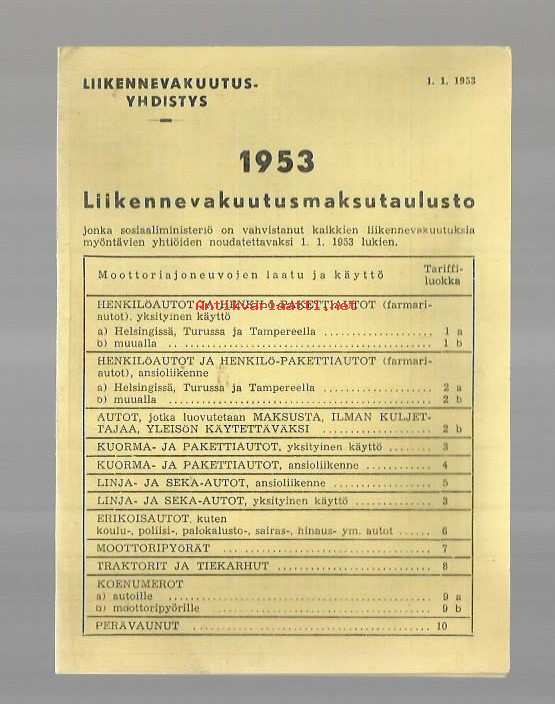 LIIKENNEVAKUUTUS-
YHDISTYS
1. 1. 1953
1953
Liikennevakuutusmaksutaulusto
jonka sosiaaliministeriö on vahvistanut kaikkien liikennevakuutuksia
myöntävien yhtiöiden noudatettavaksi 1. 1. 1953 lukien.
Moottoriajoneuvojen laatu ja käyttö
Tariffi-
luokka
HENKILÖAUTOT JA HENKILÖ-PAKETTIAUTOT (farmari-
Antikvariaatti.net
autot), yksityinen käyttö
a) Helsingissä, Turussa ja Tampereella .................. 1 a
b) muualla .. .................. 1 b
HENKILÖAUTOT JA HENKILÖ-PAKETTIAUTOT (farmari-
autot), ansioliikenne
a) Helsingissä, Turussa ja Tampereella .................. 2 a
b) muualla .................. 2 b
AUTOT, jotka luovutetaan MAKSUSTA, ILMAN KULJET-
TAJAA, YLEISÖN KÄYTETTÄVÄKSI .................. 2 b
KUORMA- JA PAKETTIAUTOT, yksityinen käyttö ........ 3
KUORMA- JA PAKETTIAUTOT, ansioliikenne ............ 4
LINJA- JA SEKA-AUTOT, ansioliikenne .................. 5
LINJA- JA SEKA-AUTOT, yksityinen käyttö ............ 3
ERIKOISAUTOT, kuten
koulu-, poliisi-, palokalusto-, sairas-, hinaus- ym. autot ...... 6
MOOTTORIPYÖRÄT .................. 7
TRAKTORIT JA TIEKARHUT .................. 8
KOENUMEROT
a) autoille .................. 9 a
b) moottoripyörille .................. 9 b
PERÄVAUNUT .................. 10